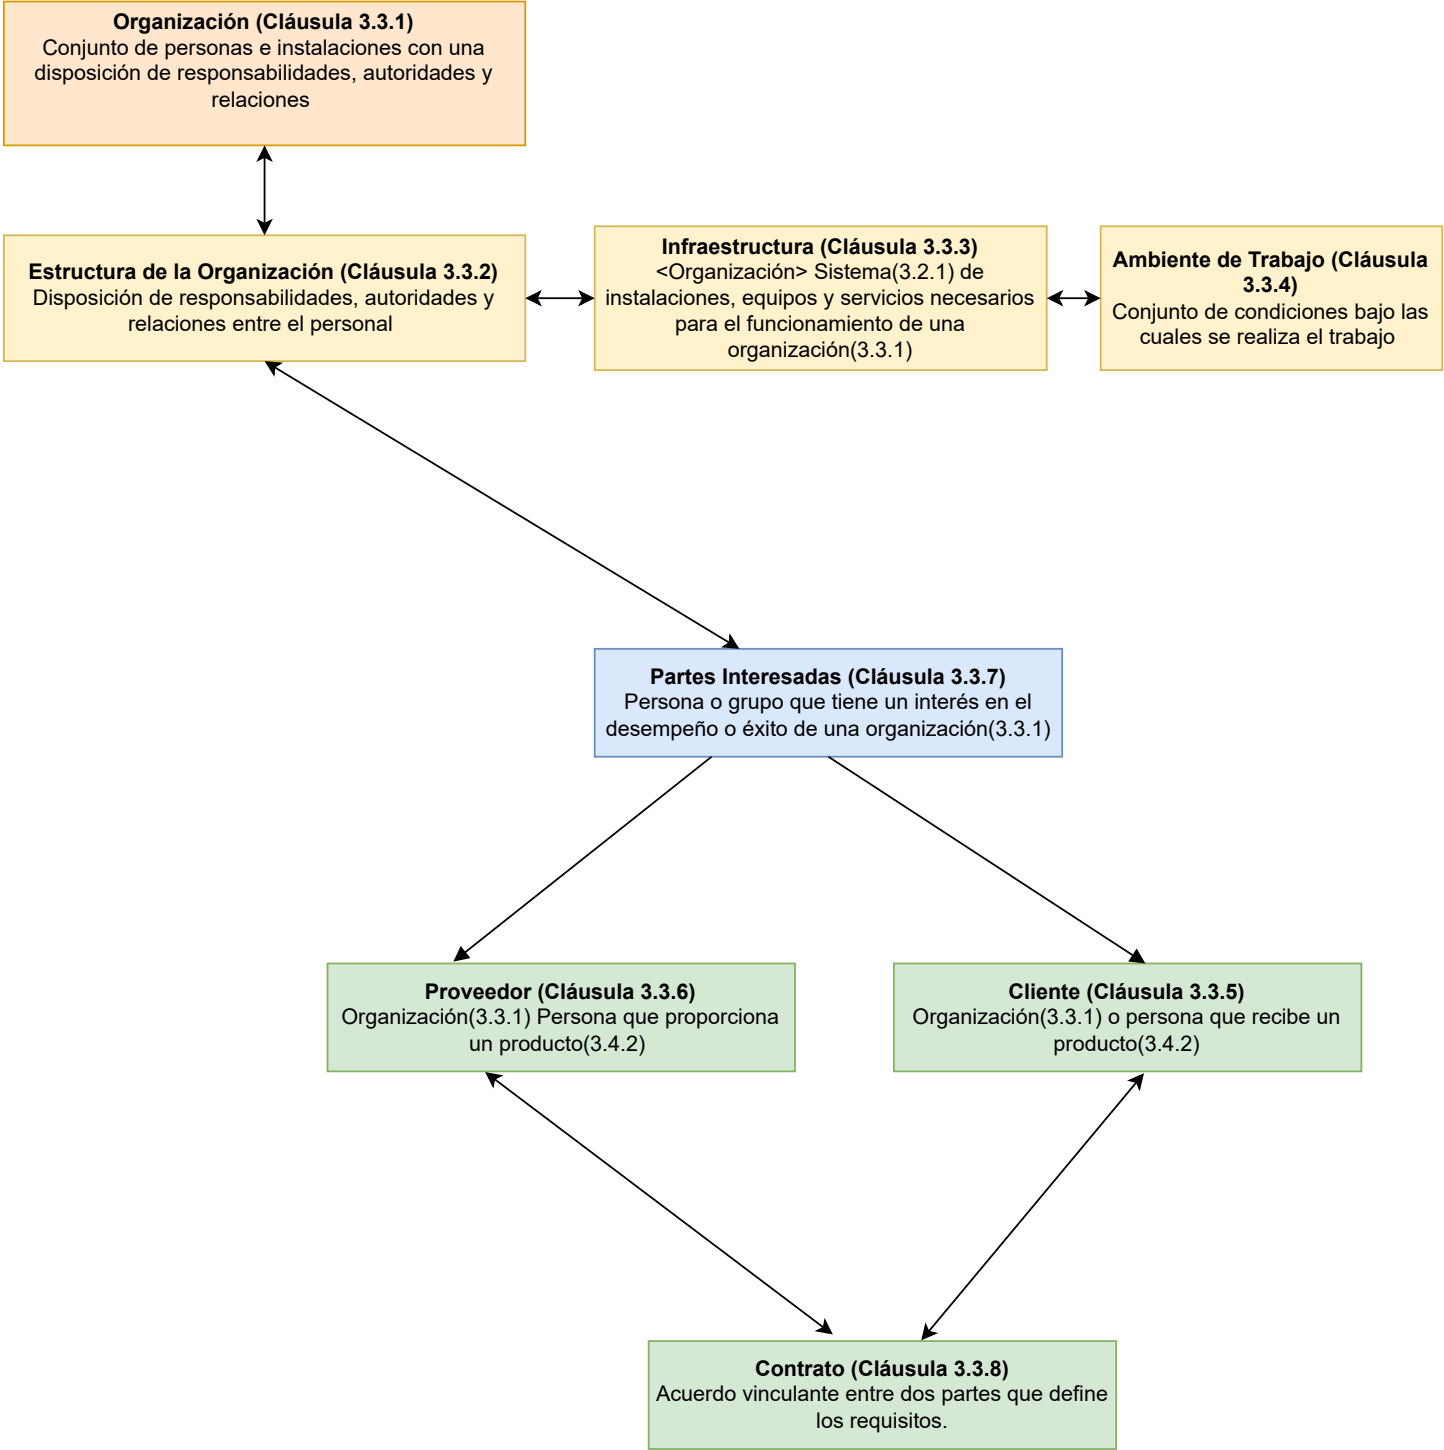 Organización (Cláusula 3.3.1)
Conjunto de personas e instalaciones con una
disposición de responsabilidades, autoridades y
relaciones
Estructura de la Organización (Cláusula 3.3.2)
Disposición de responsabilidades, autoridades y
relaciones entre el personal
Infraestructura (Cláusula 3.3.3)
<Organización> Sistema(3.2.1) de
instalaciones, equipos y servicios necesarios
para el funcionamiento de una
organización(3.3.1)
Ambiente de Trabajo (Cláusula
3.3.4)
Conjunto de condiciones bajo las
cuales se realiza el trabajo
Partes Interesadas (Cláusula 3.3.7)
Persona o grupo que tiene un interés en el
desempeño o éxito de una organización(3.3.1)
Proveedor (Cláusula 3.3.6)
Organización(3.3.1) Persona que proporciona
un producto(3.4.2)
Cliente (Cláusula 3.3.5)
Organización(3.3.1) o persona que recibe un
producto(3.4.2)
Contrato (Cláusula 3.3.8)
Acuerdo vinculante entre dos partes que define
los requisitos.